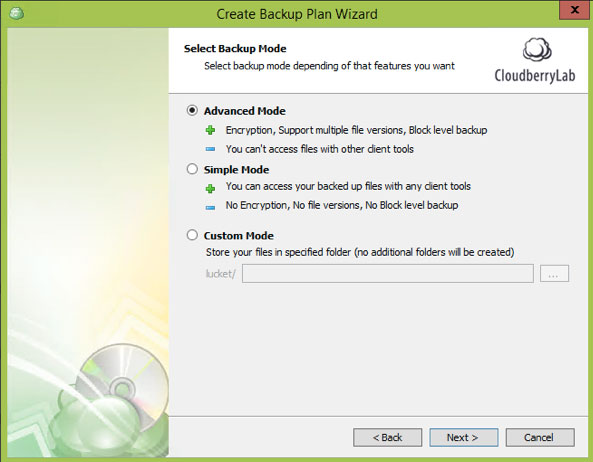 Create Backup Plan Wizard
x
Select Backup Mode
Select backup mode depending of that features you want
CloudberryLab
Advanced Mode
Encryption, Support multiple file versions, Block level backup
You can't access files with other client tools
Simple Mode
You can access your backed up files with any client tools
No Encryption, No file versions, No Block level backup
Custom Mode
Store your files in specified folder (no additional folders will be created)
lucket/
...
< Back
Next >
Cancel